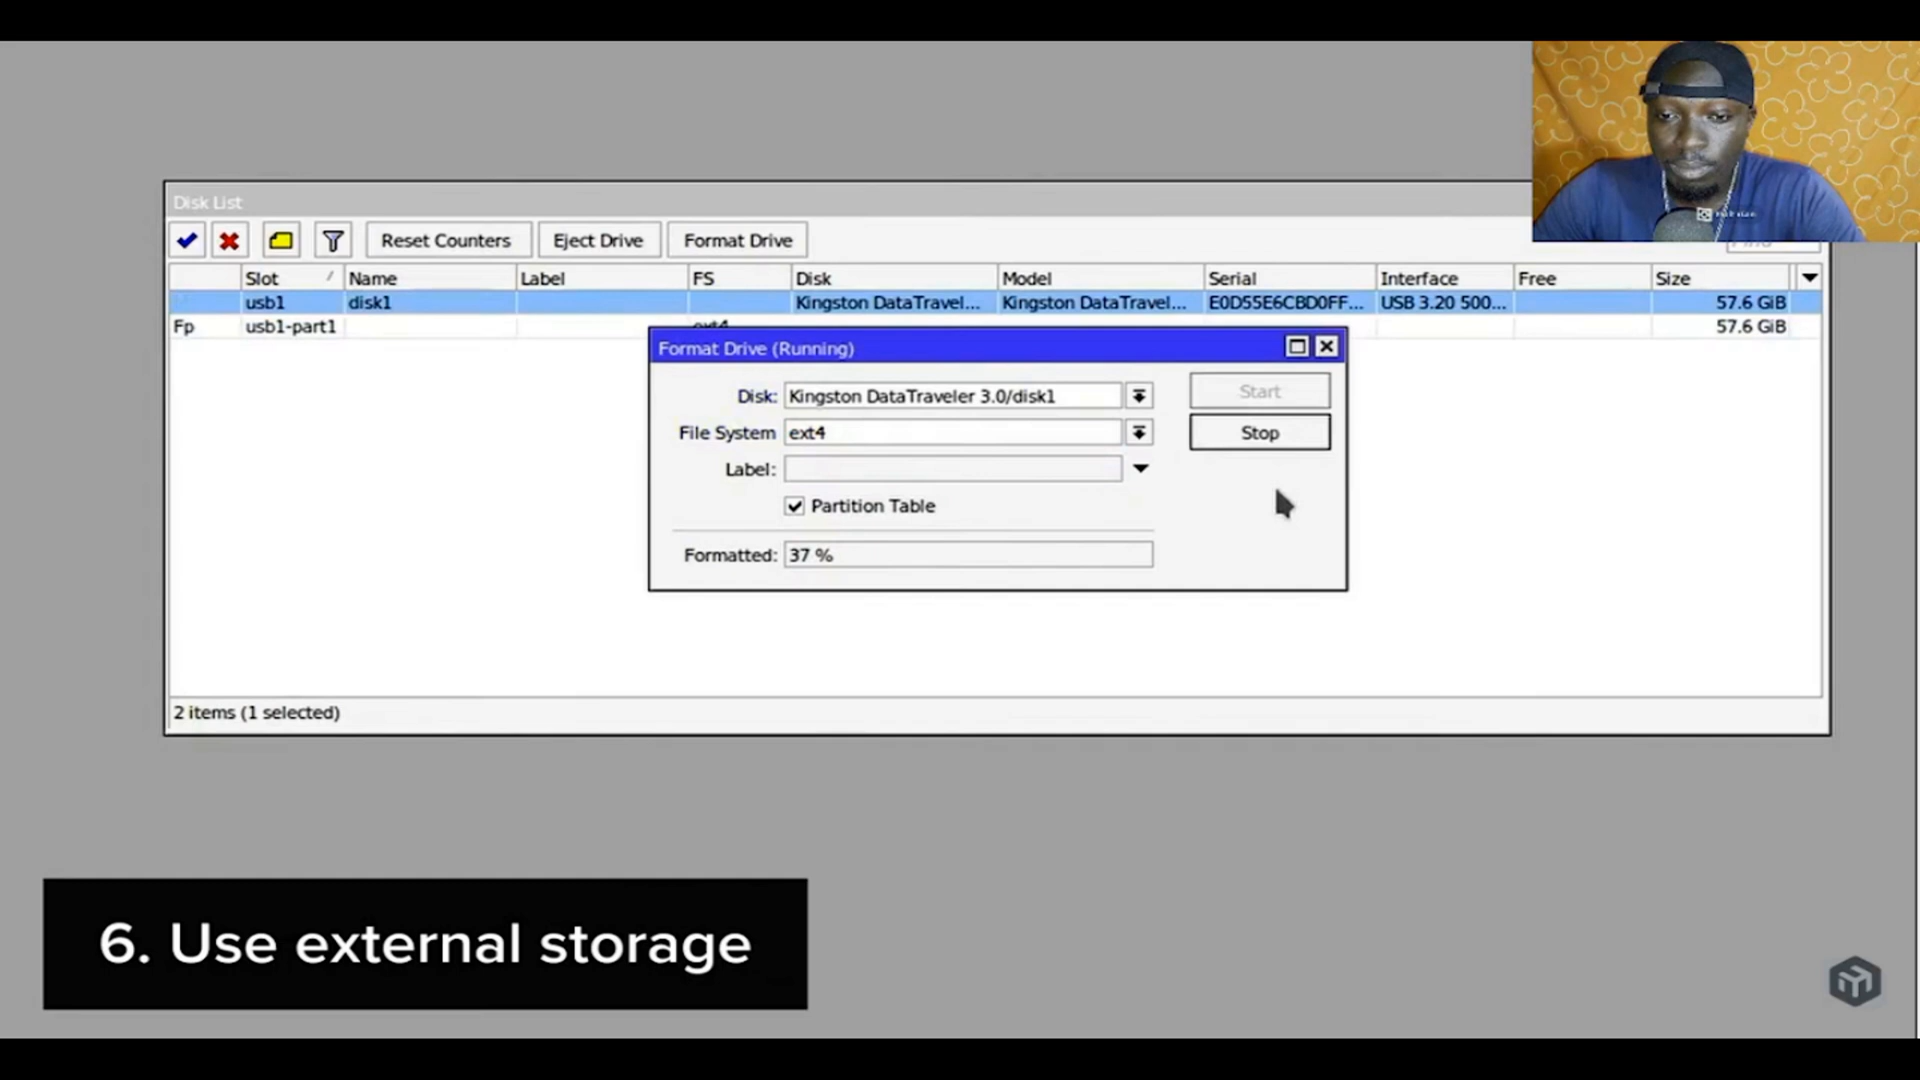 Disk List
Reset Counters Eject Drive Format Drive
Slot Name Label FS Disk Model Serial Interface Free Size
usb1 disk1 Kingston DataTravel... Kingston DataTravel... E0D55E6CBD0FF... USB 3.20 500... 57.6 GiB
Fp usb1-part1 ext4 57.6 GiB
Format Drive (Running)
Disk: Kingston DataTraveler 3.0/disk1 Start
File System ext4 Stop
Label:
Partition Table
Formatted: 37 %
2 items (1 selected)
6. Use external storage